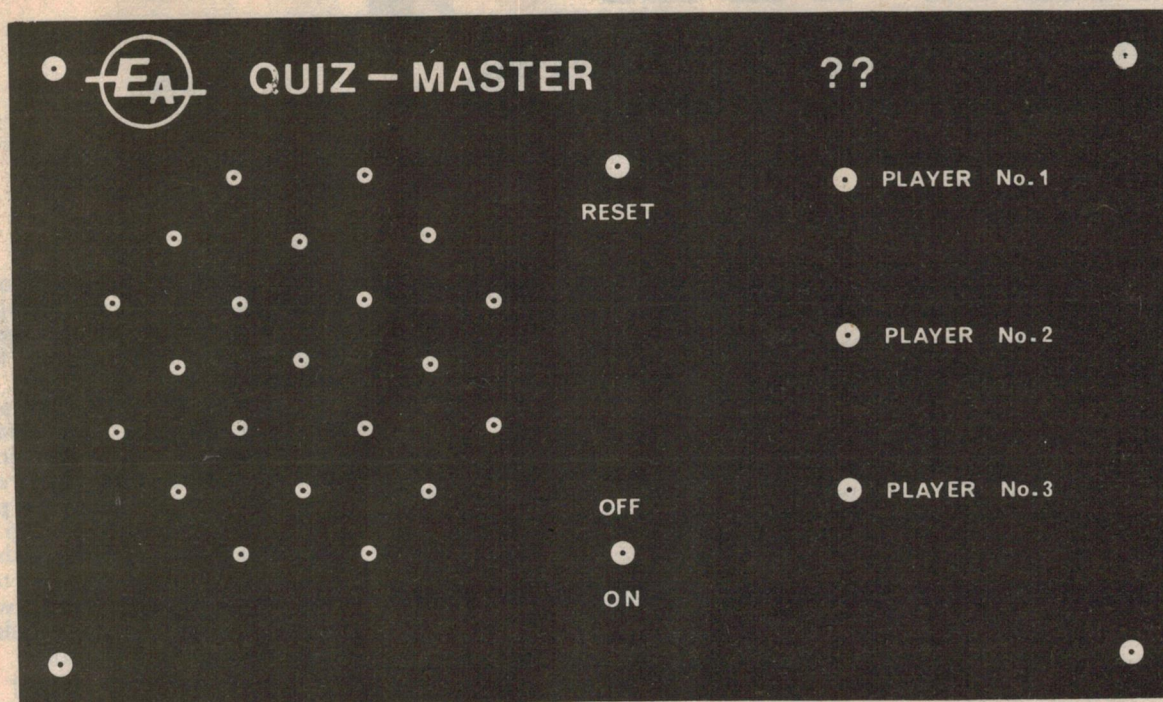 EA QUIZ — MASTER ??
RESET
PLAYER No.1
PLAYER No.2
PLAYER No.3
OFF
ON